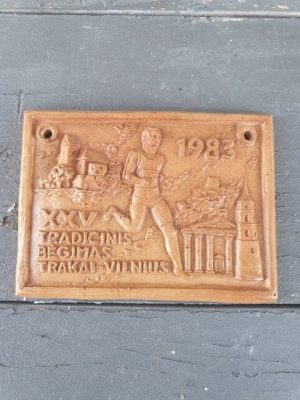 1983
XXV
TRADICINIS
BĖGIMAS
TRAKAI-VILNIUS